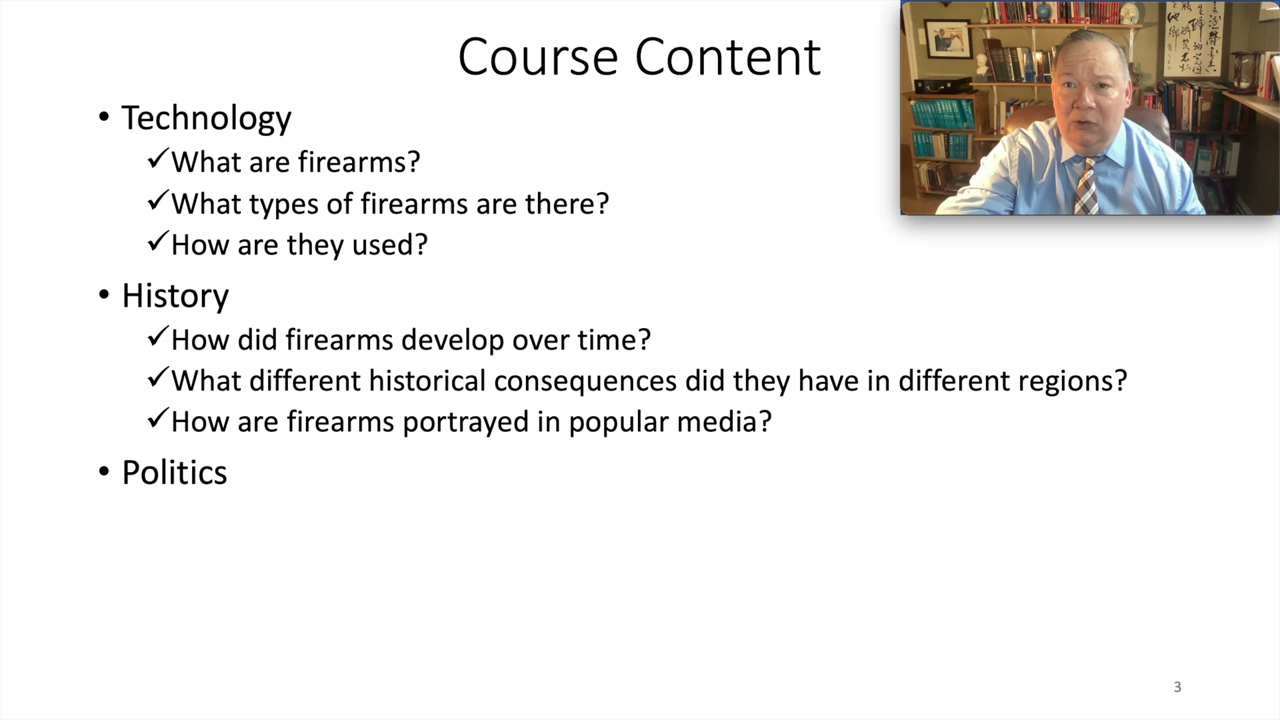 Course Content
• Technology
✓What are firearms?
✓What types of firearms are there?
✓How are they used?
• History
✓How did firearms develop over time?
✓What different historical consequences did they have in different regions?
✓How are firearms portrayed in popular media?
• Politics
3